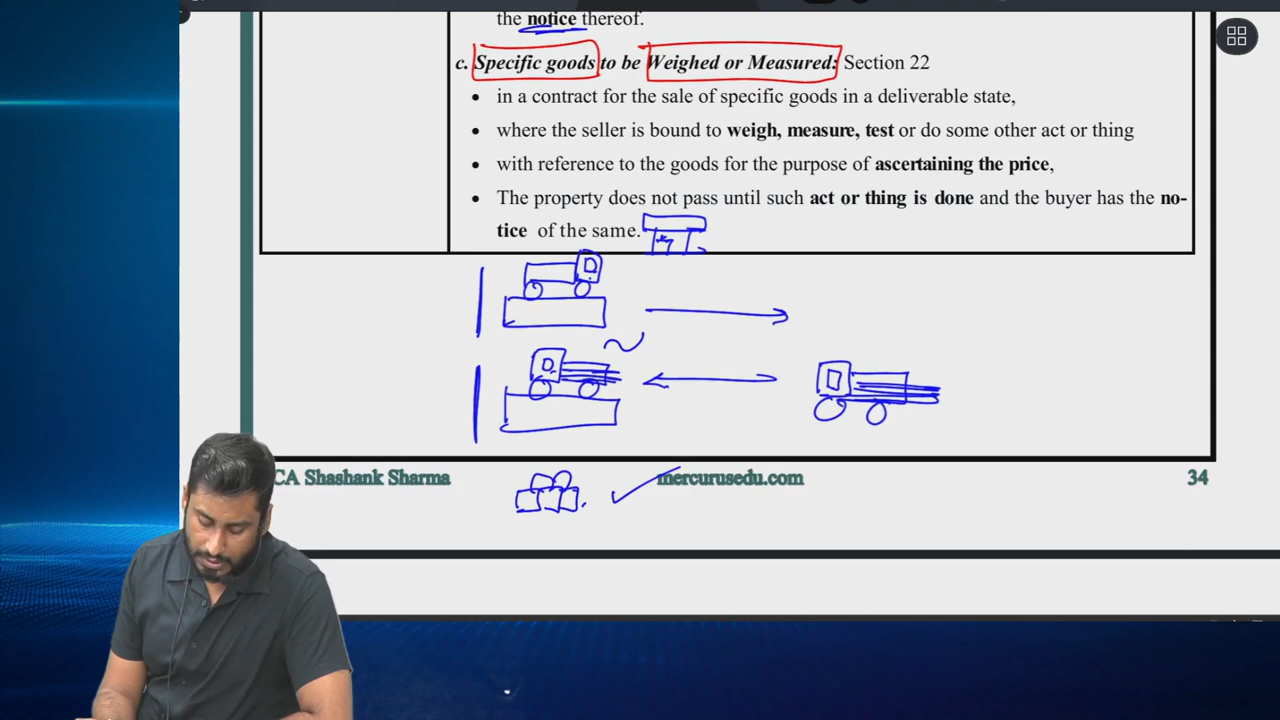 the notice thereof.
c. Specific goods to be Weighed or Measured: Section 22
• in a contract for the sale of specific goods in a deliverable state,
• where the seller is bound to weigh, measure, test or do some other act or thing
• with reference to the goods for the purpose of ascertaining the price,
• The property does not pass until such act or thing is done and the buyer has the no-
tice of the same.
CA Shashank Sharma mercurusedu.com 34